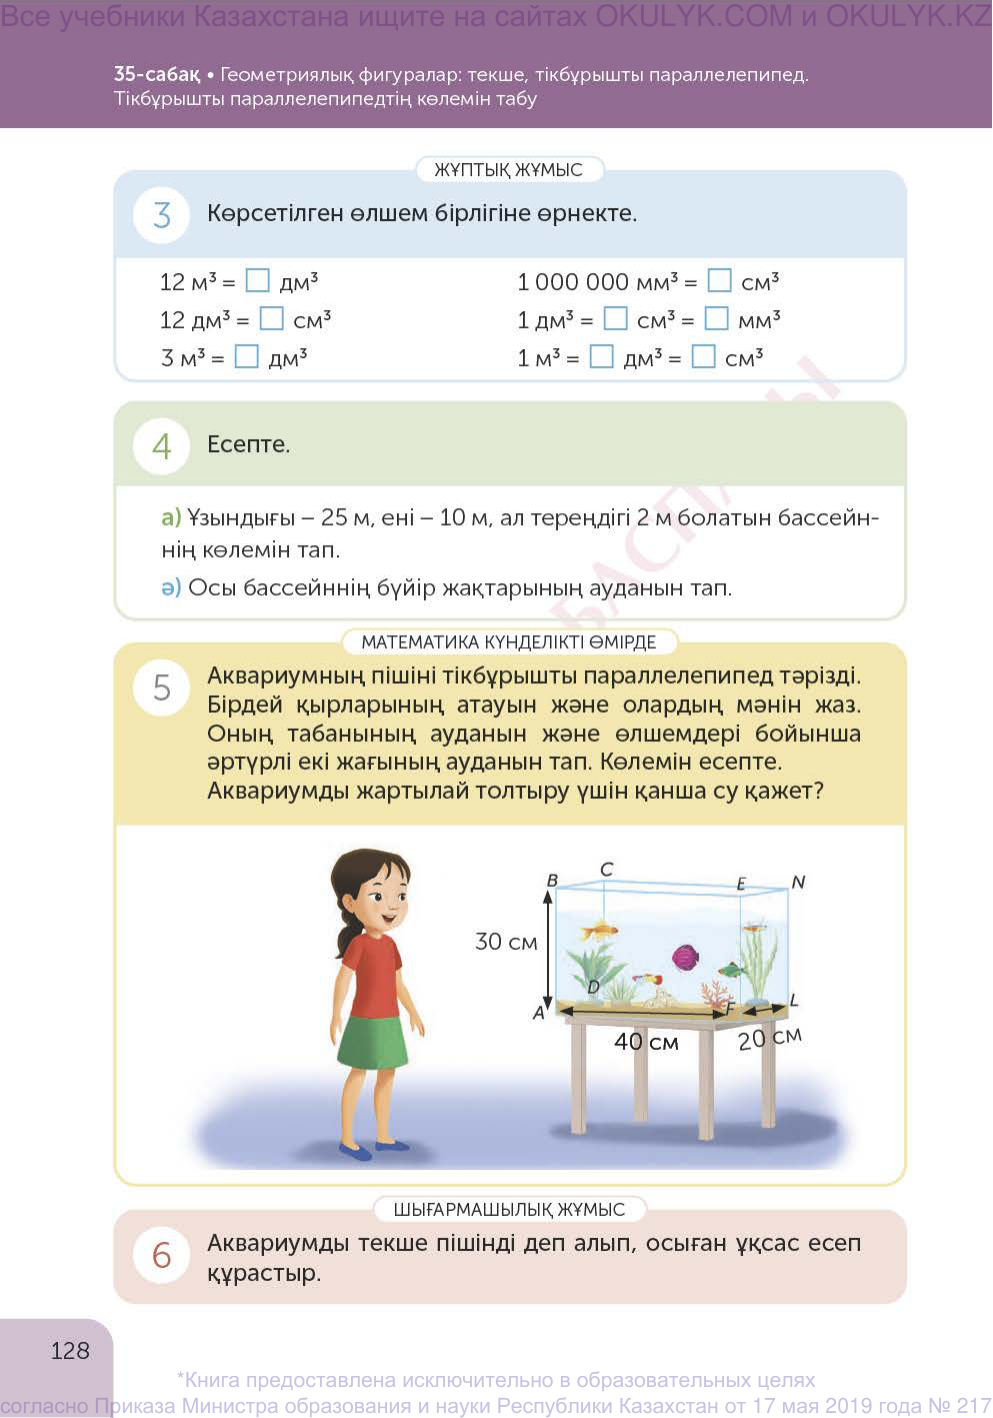 Все учебники Казахстана ищите на сайтах OKULYK.COM и OKULYK.KZ
35-сабақ • Геометриялық фигуралар: текше, тікбұрышты параллелепипед.
Тікбұрышты параллелепипедтің көлемін табу
ЖҰПТЫҚ ЖҰМЫС
3 Көрсетілген өлшем бірлігіне өрнекте.
12 м³ = □ дм³
12 дм³ = □ см³
3 м³ = □ дм³
1 000 000 мм³ = □ см³
1 дм³ = □ см³ = □ мм³
1 м³ = □ дм³ = □ см³
4 Есепте.
а) Ұзындығы – 25 м, ені – 10 м, ал тереңдігі 2 м болатын бассейн-
нің көлемін тап.
ә) Осы бассейннің бүйір жақтарының ауданын тап.
БАСПАСЫ
МАТЕМАТИКА КҮНДЕЛІКТІ ӨМІРДЕ
5 Аквариумның пішіні тікбұрышты параллелепипед тәрізді.
Бірдей қырларының атауын және олардың мәнін жаз.
Оның табанының ауданын және өлшемдері бойынша
әртүрлі екі жағының ауданын тап. Көлемін есепте.
Аквариумды жартылай толтыру үшін қанша су қажет?
B C E N
30 см
D
A F L
40 см 20 см
ШЫҒАРМАШЫЛЫҚ ЖҰМЫС
6 Аквариумды текше пішінді деп алып, осыған ұқсас есеп
құрастыр.
128
*Книга предоставлена исключительно в образовательных целях
согласно Приказа Министра образования и науки Республики Казахстан от 17 мая 2019 года № 217